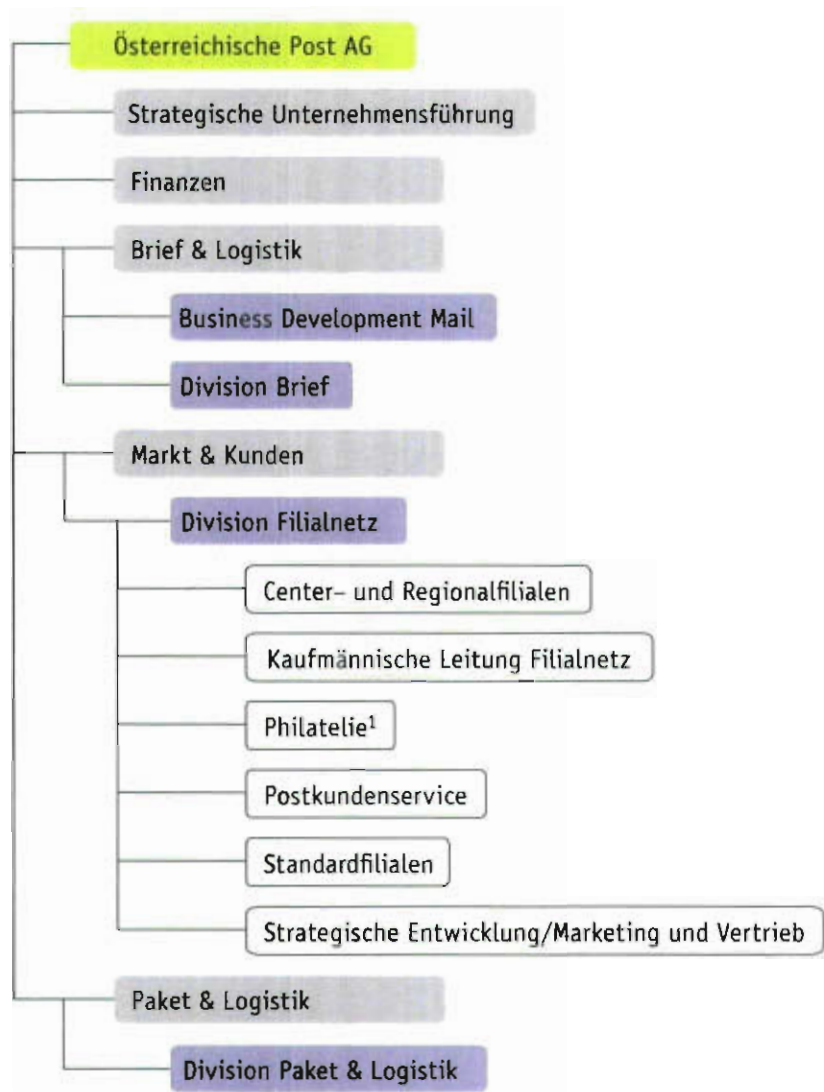 Österreichische Post AG
Strategische Unternehmensführung
Finanzen
Brief & Logistik
Business Development Mail
Division Brief
Markt & Kunden
Division Filialnetz
Center- und Regionalfilialen
Kaufmännische Leitung Filialnetz
Philatelie¹
Postkundenservice
Standardfilialen
Strategische Entwicklung/Marketing und Vertrieb
Paket & Logistik
Division Paket & Logistik